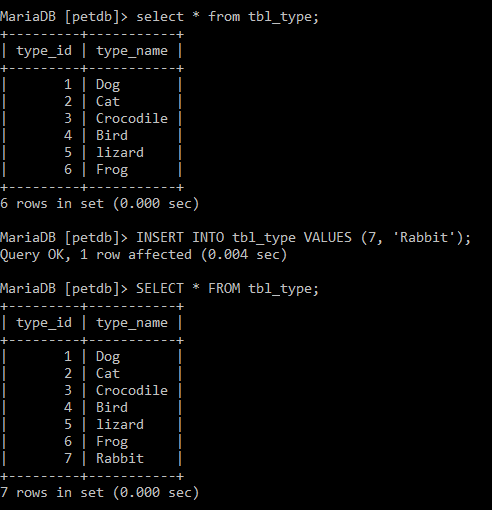 MariaDB [petdb]> select * from tbl_type;
+---------+-----------+
| type_id | type_name |
+---------+-----------+
|       1 | Dog       |
|       2 | Cat       |
|       3 | Crocodile |
|       4 | Bird      |
|       5 | lizard    |
|       6 | Frog      |
+---------+-----------+
6 rows in set (0.000 sec)

MariaDB [petdb]> INSERT INTO tbl_type VALUES (7, 'Rabbit');
Query OK, 1 row affected (0.004 sec)

MariaDB [petdb]> SELECT * FROM tbl_type;
+---------+-----------+
| type_id | type_name |
+---------+-----------+
|       1 | Dog       |
|       2 | Cat       |
|       3 | Crocodile |
|       4 | Bird      |
|       5 | lizard    |
|       6 | Frog      |
|       7 | Rabbit    |
+---------+-----------+
7 rows in set (0.000 sec)